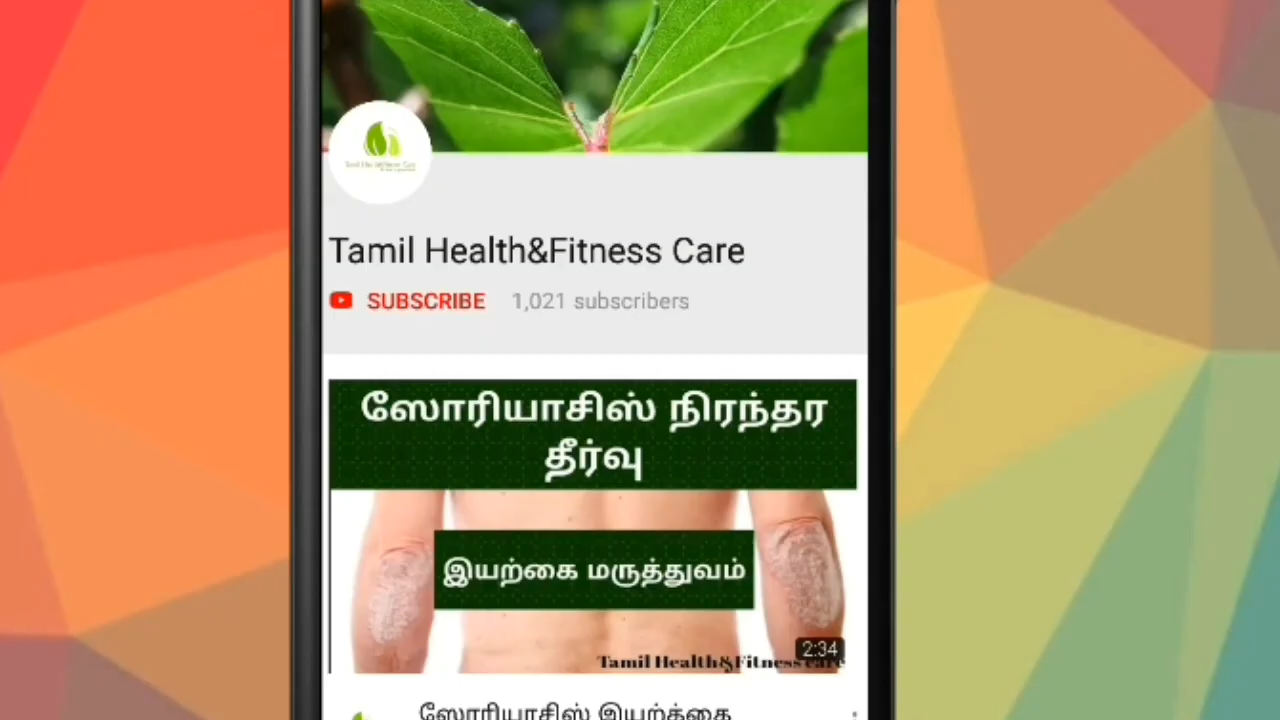 Tamil Health&Fitness Care
SUBSCRIBE 1,021 subscribers
ஸோரியாசிஸ் நிரந்தர
தீர்வு
இயற்கை மருத்துவம்
2:34
Tamil Health&Fitness care
ஸோரியாசிஸ் இயற்க்கை